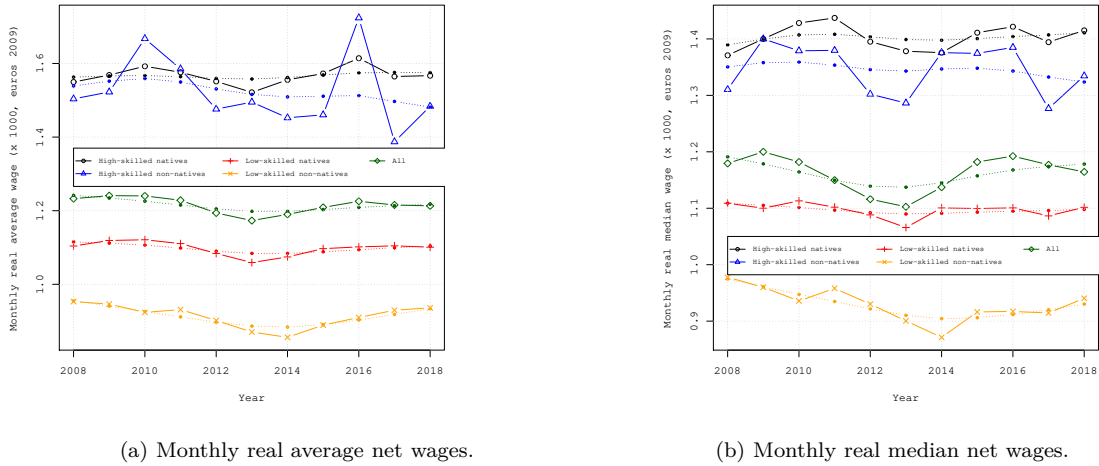 Monthly real average wage (x 1000, euros 2009)
1.6
1.4
1.2
1.0
High-skilled natives
High-skilled non-natives
Low-skilled natives
Low-skilled non-natives
All
2008 2010 2012 2014 2016 2018
Year
(a) Monthly real average net wages.
Monthly real median wage (x 1000, euros 2009)
1.4
1.3
1.2
1.1
1.0
0.9
High-skilled natives
High-skilled non-natives
Low-skilled natives
Low-skilled non-natives
All
2008 2010 2012 2014 2016 2018
Year
(b) Monthly real median net wages.